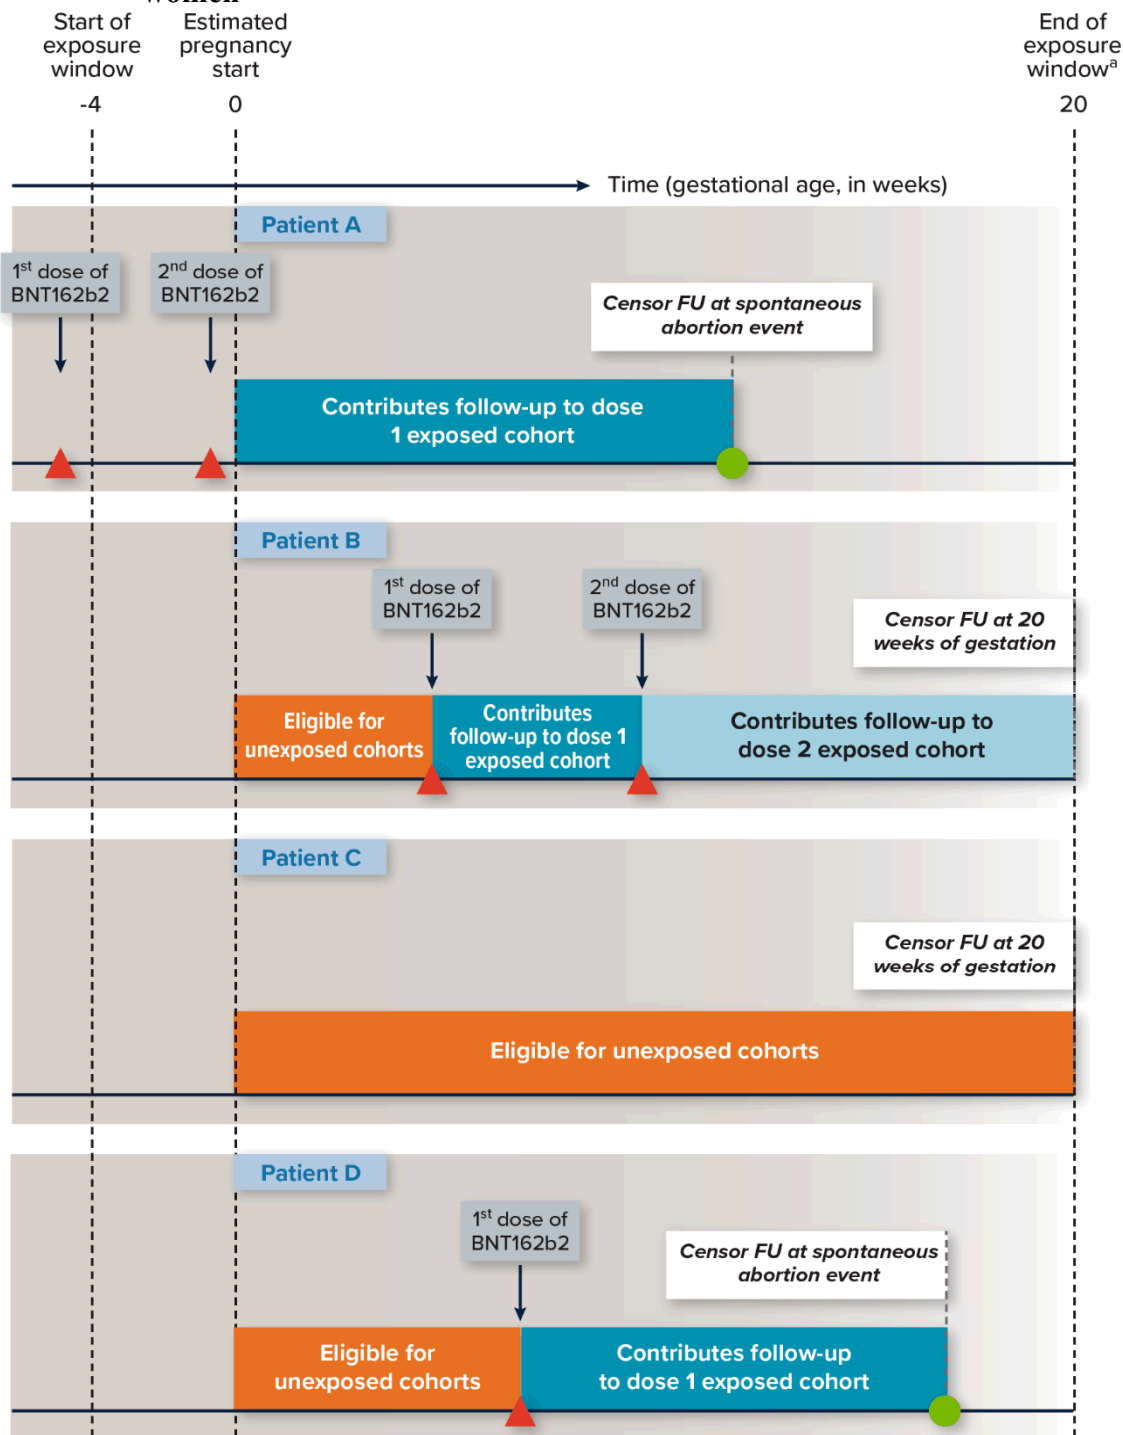 women
Start of
exposure
window
Estimated
pregnancy
start
End of
exposure
windowa
-4
0
20
Time (gestational age, in weeks)
Patient A
1st dose of
BNT162b2
2nd dose of
BNT162b2
Censor FU at spontaneous
abortion event
Contributes follow-up to dose
1 exposed cohort
Patient B
1st dose of
BNT162b2
2nd dose of
BNT162b2
Censor FU at 20
weeks of gestation
Eligible for
unexposed cohorts
Contributes
follow-up to dose 1
exposed cohort
Contributes follow-up to
dose 2 exposed cohort
Patient C
Censor FU at 20
weeks of gestation
Eligible for unexposed cohorts
Patient D
1st dose of
BNT162b2
Censor FU at spontaneous
abortion event
Eligible for
unexposed cohorts
Contributes follow-up
to dose 1 exposed cohort